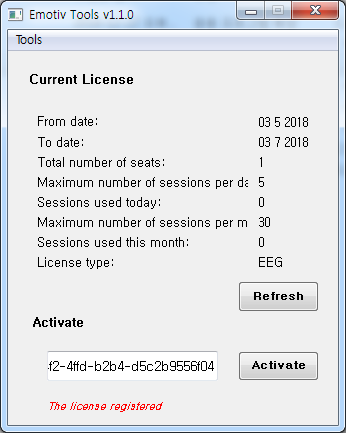 Emotiv Tools v1.1.0
Tools
Current License
From date: 03 5 2018
To date: 03 7 2018
Total number of seats: 1
Maximum number of sessions per da 5
Sessions used today: 0
Maximum number of sessions per m 30
Sessions used this month: 0
License type: EEG
Refresh
Activate
f2-4ffd-b2b4-d5c2b9556f04
Activate
The license registered